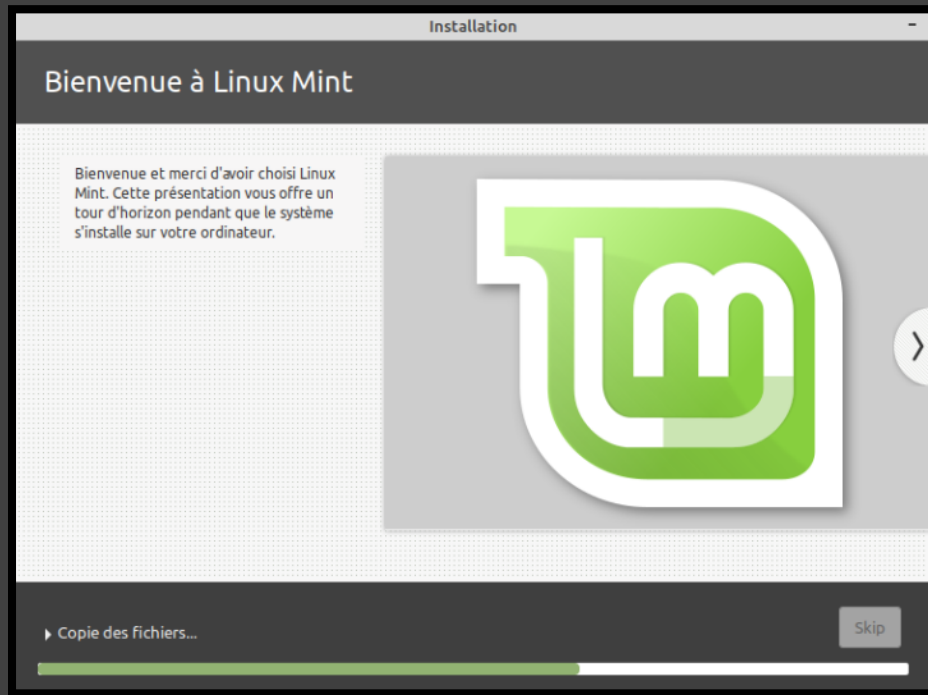 Installation
Bienvenue à Linux Mint
Bienvenue et merci d'avoir choisi Linux
Mint. Cette présentation vous offre un
tour d'horizon pendant que le système
s'installe sur votre ordinateur.
Copie des fichiers...
Skip